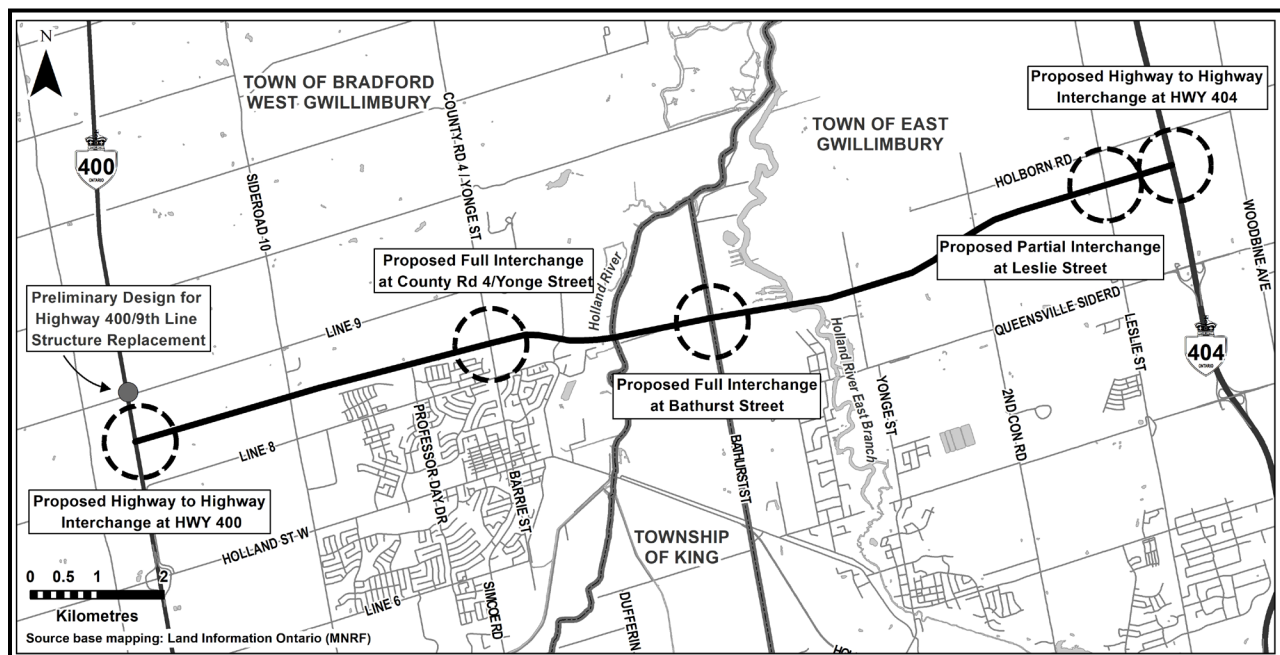 N
TOWN OF BRADFORD
WEST GWILLIMBURY
COUNTY RD 4 / YONGE ST
TOWN OF EAST
GWILLIMBURY
Proposed Highway to Highway
Interchange at HWY 404
400
ONTARIO
SIDEROAD 10
HOLBORN RD
WOODBINE AVE
Proposed Full Interchange
at County Rd 4/Yonge Street
Holland River
Proposed Partial Interchange
at Leslie Street
Preliminary Design for
Highway 400/9th Line
Structure Replacement
LINE 9
QUEENSVILLE SIDERD
LESLIE ST
404
ONTARIO
Holland River East Branch
Proposed Full Interchange
at Bathurst Street
YONGE ST
2ND CON RD
LINE 8
PROFESSOR DAY DR
BARRIE ST
BATHURST ST
Proposed Highway to Highway
Interchange at HWY 400
HOLLAND ST W
TOWNSHIP
OF KING
0 0.5 1 2
Kilometres
LINE 6
SIMCOE RD
DUFFERIN
Source base mapping: Land Information Ontario (MNRF)